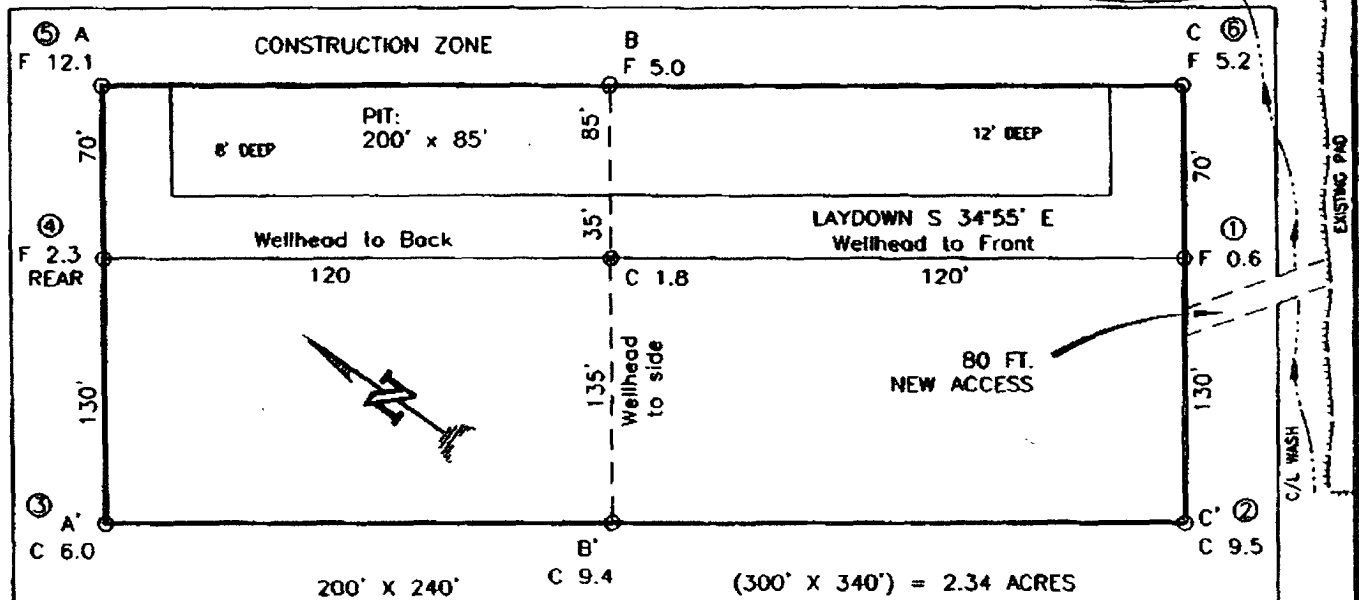 ⑤ A
F 12.1
CONSTRUCTION ZONE
B
F 5.0
C ⑥
F 5.2
70'
PIT:
200' x 85'
8' DEEP
85'
12' DEEP
70'
EXISTING PAD
④
F 2.3
REAR
Wellhead to Back
120
35'
C 1.8
LAYDOWN S 34°55' E
Wellhead to Front
120'
①
F 0.6
130'
N
135'
Wellhead
to side
80 FT.
NEW ACCESS
130'
C/L WASH
③ A'
C 6.0
B'
C 9.4
C' ②
C 9.5
200' X 240'
(300' X 340') = 2.34 ACRES